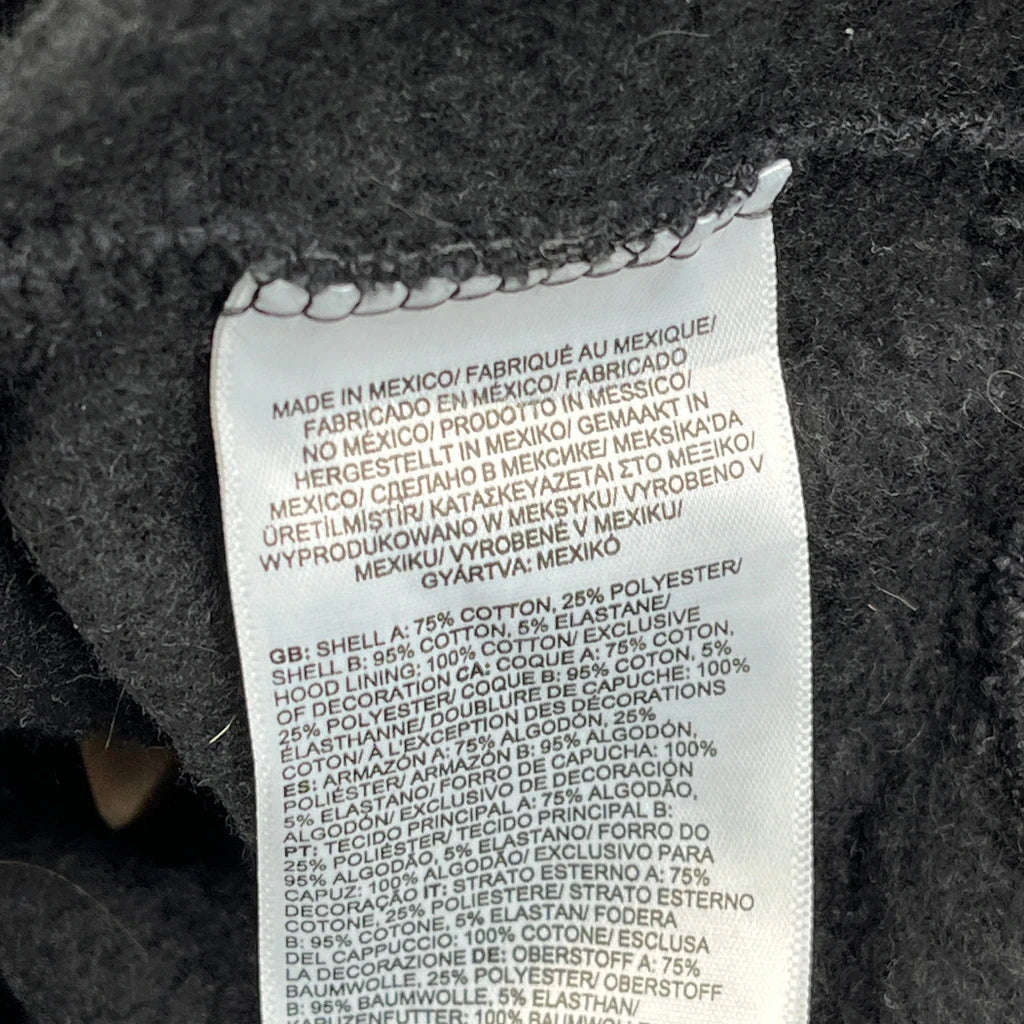 MADE IN MEXICO/ FABRIQUÉ AU MEXIQUE/
FABRICADO EN MÉXICO/ FABRICADO
NO MÉXICO/ PRODOTTO IN MESSICO/
HERGESTELLT IN MEXIKO/ GEMAAKT IN
MEXICO/ СДЕЛАНО В МЕКСИКЕ/ MEKSİKA'DA
ÜRETİLMİŞTİR/ ΚΑΤΑΣΚΕΥΑΖΕΤΑΙ ΣΤΟ ΜΕΞΙΚΟ/
WYPRODUKOWANO W MEKSYKU/ VYROBENO V
MEXIKU/ VYROBENÉ V MEXIKU/
GYÁRTVA: MEXIKÓ
GB: SHELL A: 75% COTTON, 25% POLYESTER/
SHELL B: 95% COTTON, 5% ELASTANE/
HOOD LINING: 100% COTTON/ EXCLUSIVE
OF DECORATION CA: COQUE A: 75% COTON,
25% POLYESTER/ COQUE B: 95% COTON, 5%
ÉLASTHANNE/ DOUBLURE DE CAPUCHE: 100%
COTON/ À L'EXCEPTION DES DÉCORATIONS
ES: ARMAZÓN A: 75% ALGODÓN, 25%
POLIÉSTER/ ARMAZÓN B: 95% ALGODÓN,
5% ELASTANO/ FORRO DE CAPUCHA: 100%
ALGODÓN/ EXCLUSIVO DE DECORACIÓN
PT: TECIDO PRINCIPAL A: 75% ALGODÃO,
25% POLIÉSTER/ TECIDO PRINCIPAL B:
95% ALGODÃO, 5% ELASTANO/ FORRO DO
CAPUZ: 100% ALGODÃO/ EXCLUSIVO PARA
DECORAÇÃO IT: STRATO ESTERNO A: 75%
COTONE, 25% POLIESTERE/ STRATO ESTERNO
B: 95% COTONE, 5% ELASTAN/ FODERA
DEL CAPPUCCIO: 100% COTONE/ ESCLUSA
LA DECORAZIONE DE: OBERSTOFF A: 75%
BAUMWOLLE, 25% POLYESTER/ OBERSTOFF
B: 95% BAUMWOLLE, 5% ELASTHAN/
KAPUZENFUTTER: 100% BAUMWOLLE